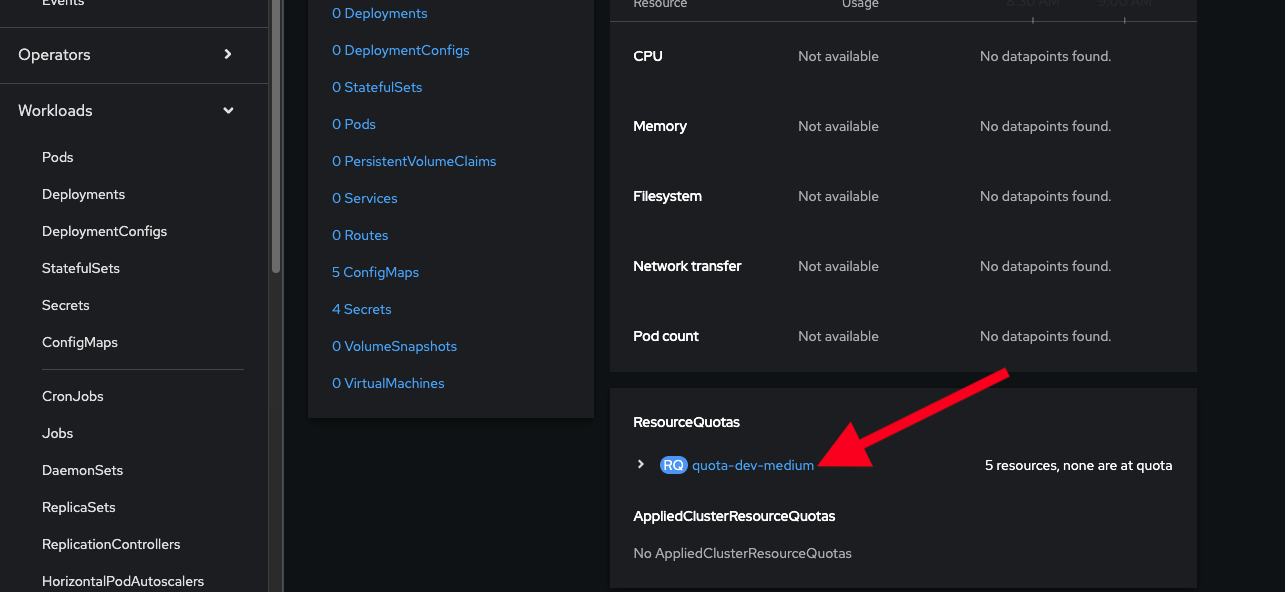 Events
Operators
Workloads
Pods
Deployments
DeploymentConfigs
StatefulSets
Secrets
ConfigMaps
CronJobs
Jobs
DaemonSets
ReplicaSets
ReplicationControllers
HorizontalPodAutoscalers
0 Deployments
0 DeploymentConfigs
0 StatefulSets
0 Pods
0 PersistentVolumeClaims
0 Services
0 Routes
5 ConfigMaps
4 Secrets
0 VolumeSnapshots
0 VirtualMachines
Resource Usage 8:30 AM 9:00 AM
CPU Not available No datapoints found.
Memory Not available No datapoints found.
Filesystem Not available No datapoints found.
Network transfer Not available No datapoints found.
Pod count Not available No datapoints found.
ResourceQuotas
RQ quota-dev-medium 5 resources, none are at quota
AppliedClusterResourceQuotas
No AppliedClusterResourceQuotas